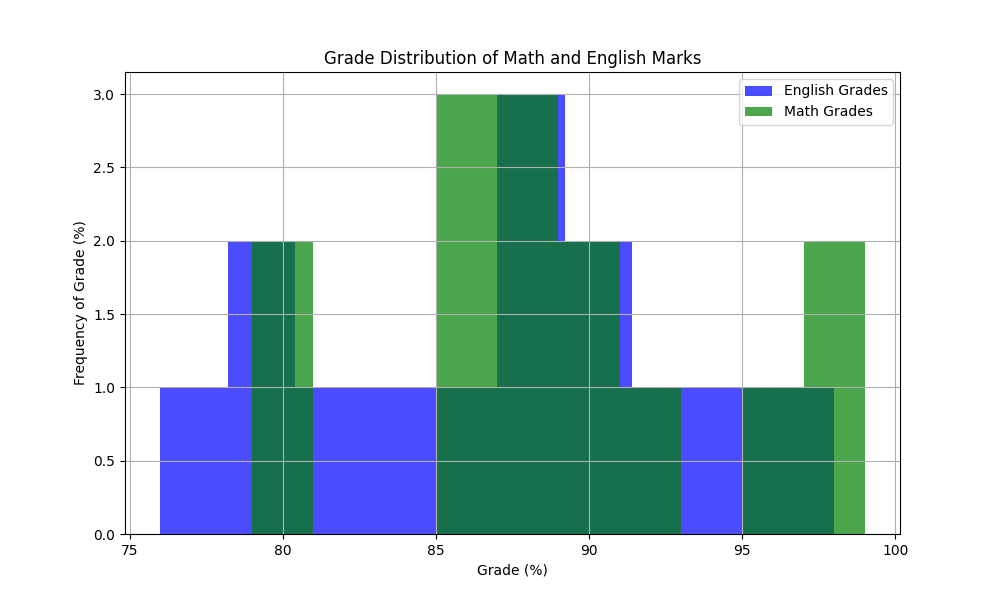 Grade Distribution of Math and English Marks
English Grades
Math Grades
3.0
2.5
2.0
1.5
1.0
0.5
0.0
Frequency of Grade (%)
75 80 85 90 95 100
Grade (%)